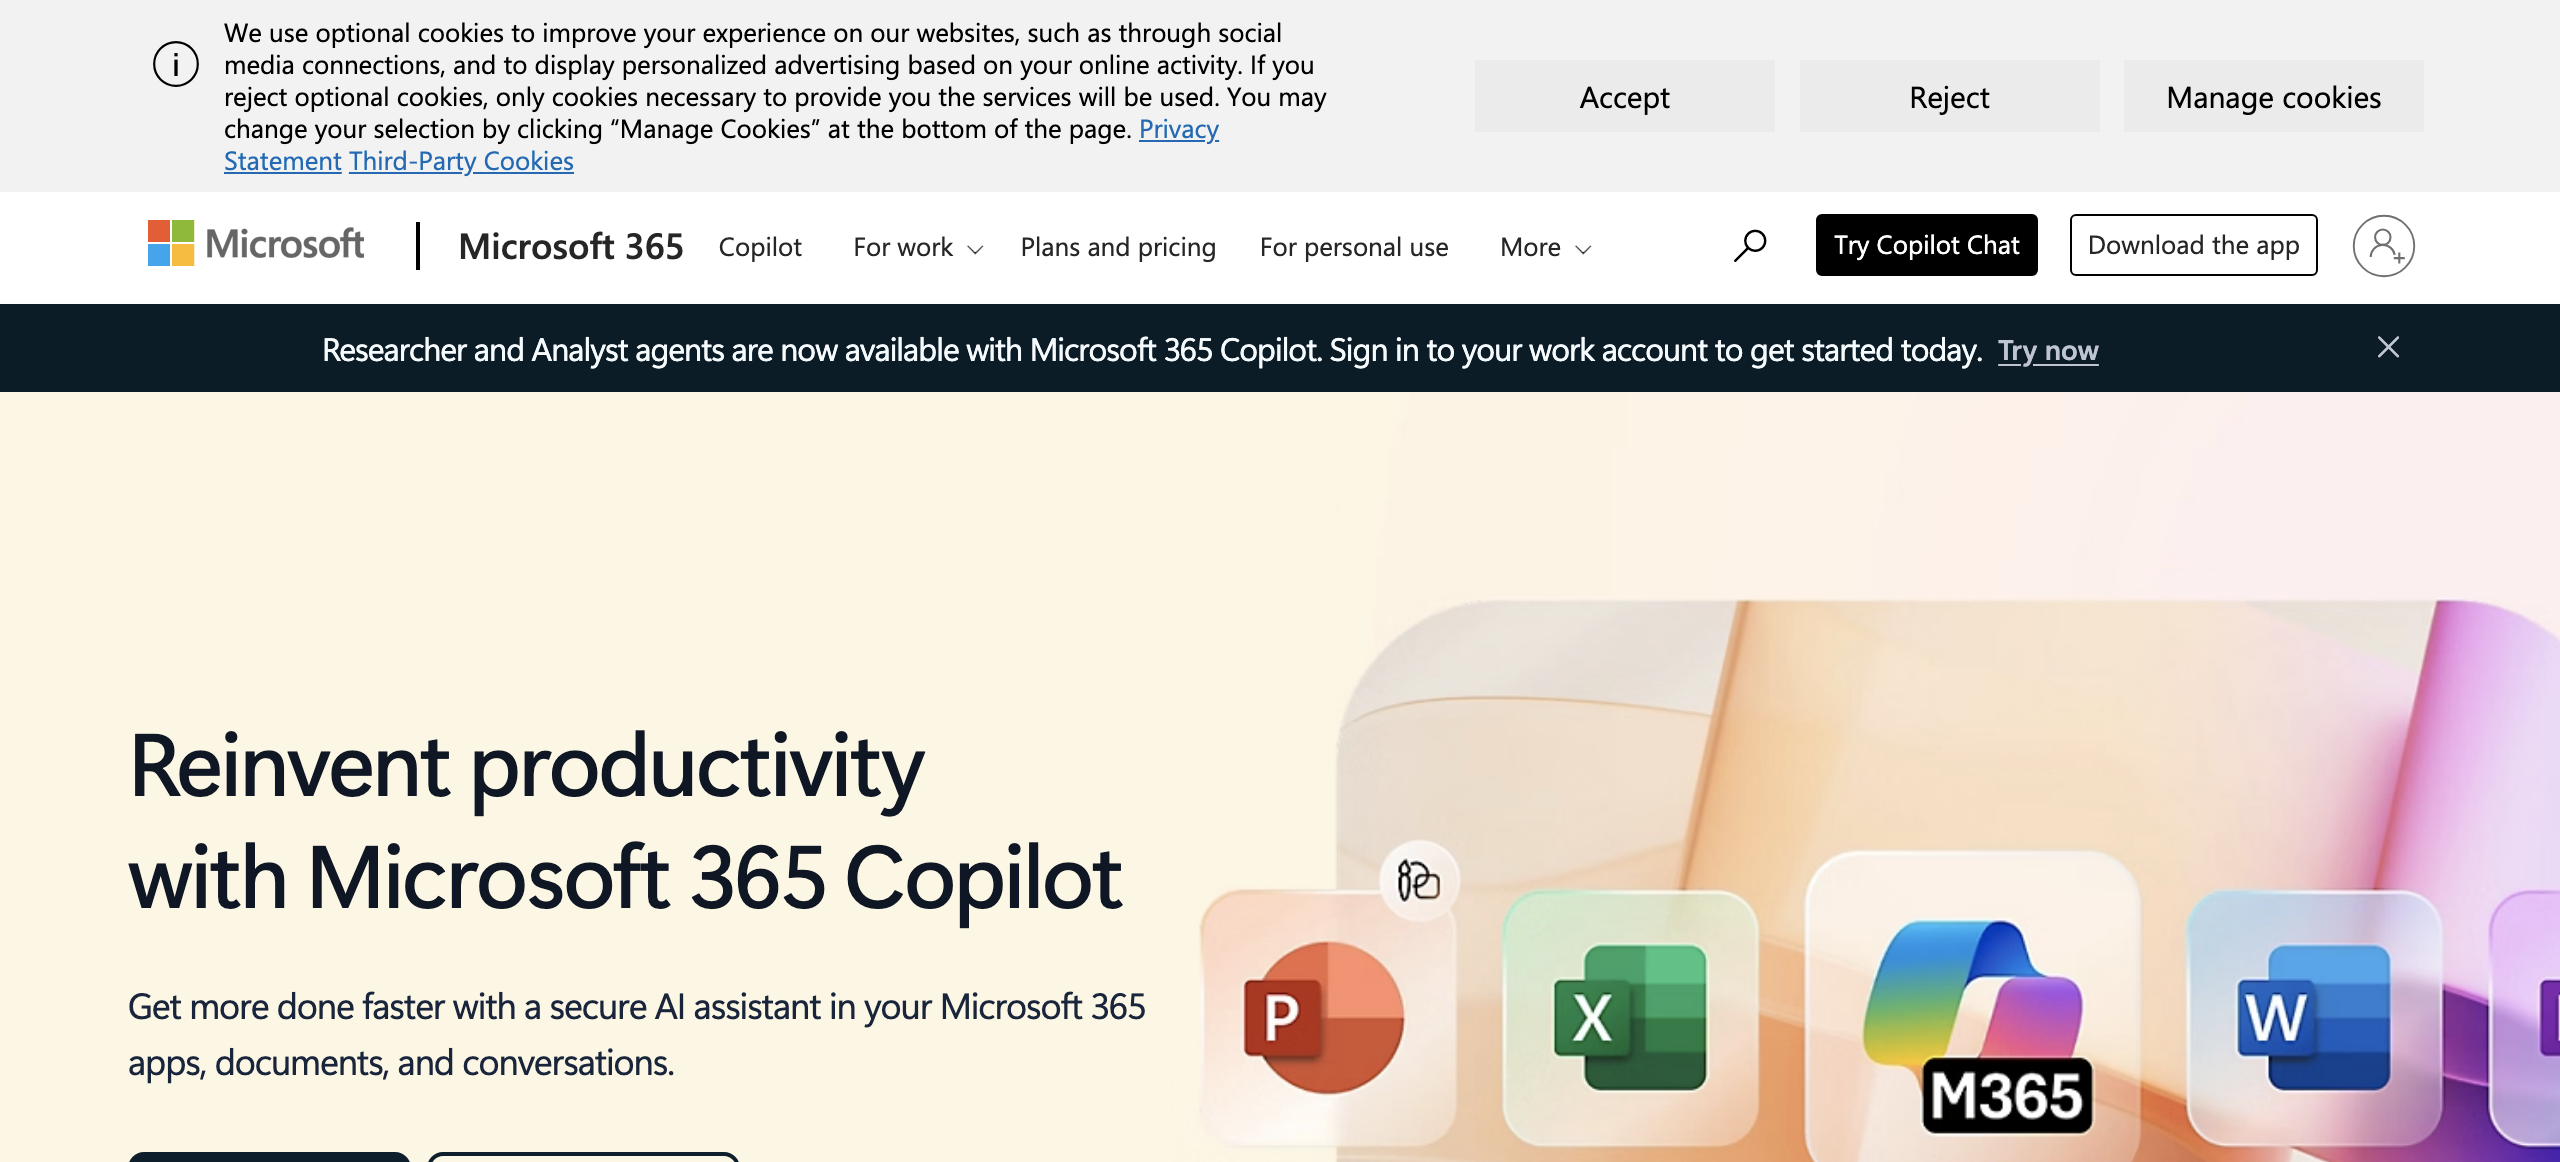 We use optional cookies to improve your experience on our websites, such as through social
media connections, and to display personalized advertising based on your online activity. If you
reject optional cookies, only cookies necessary to provide you the services will be used. You may
change your selection by clicking “Manage Cookies” at the bottom of the page. Privacy
Statement Third-Party Cookies
Accept
Reject
Manage cookies
Microsoft
Microsoft 365
Copilot
For work
Plans and pricing
For personal use
More
Try Copilot Chat
Download the app
Researcher and Analyst agents are now available with Microsoft 365 Copilot. Sign in to your work account to get started today. Try now
Reinvent productivity
with Microsoft 365 Copilot
Get more done faster with a secure AI assistant in your Microsoft 365
apps, documents, and conversations.
P
X
M365
W